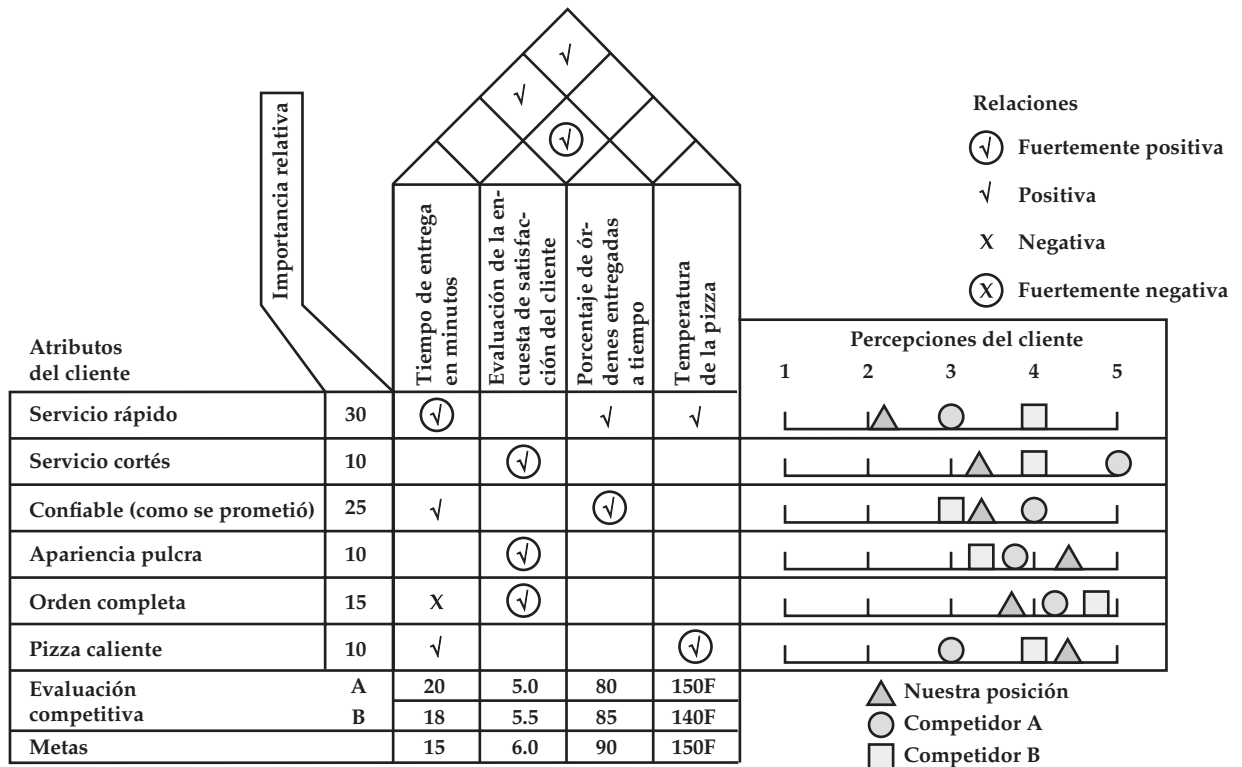 √
√
√
Relaciones
√ Fuertemente positiva
√ Positiva
X Negativa
X Fuertemente negativa
Importancia relativa
Tiempo de entrega
en minutos
Evaluación de la en-
cuesta de satisfac-
ción del cliente
Porcentaje de ór-
denes entregadas
a tiempo
Temperatura
de la pizza
Atributos
del cliente
Percepciones del cliente
1 2 3 4 5
Servicio rápido 30 √ √ √
Servicio cortés 10 √
Confiable (como se prometió) 25 √ √
Apariencia pulcra 10 √
Orden completa 15 X √
Pizza caliente 10 √ √
Evaluación
competitiva
A 20 5.0 80 150F
B 18 5.5 85 140F
Metas 15 6.0 90 150F
Nuestra posición
Competidor A
Competidor B